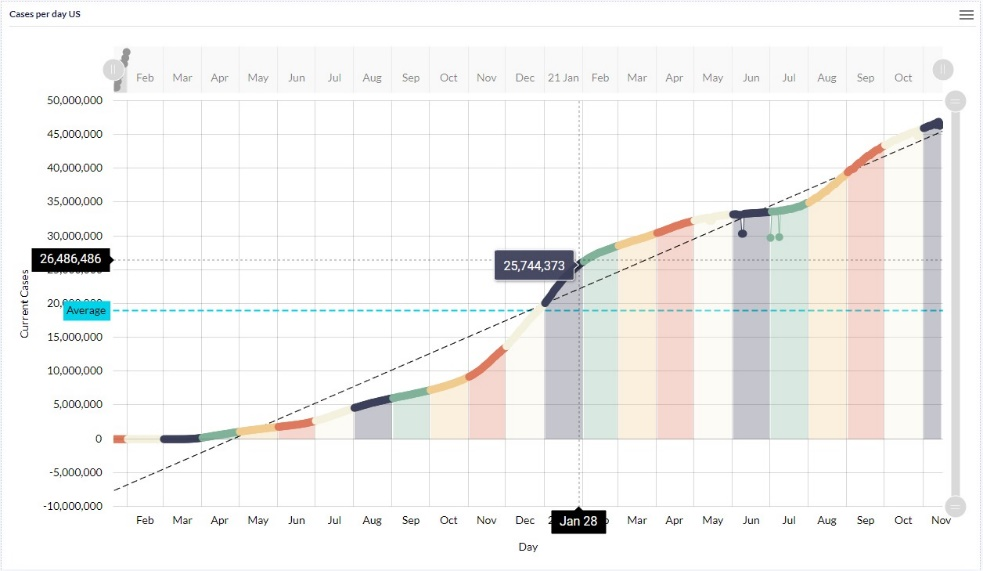 Cases per day US
Feb Mar Apr May Jun Jul Aug Sep Oct Nov Dec 21 Jan Feb Mar Apr May Jun Jul Aug Sep Oct
50,000,000
45,000,000
40,000,000
35,000,000
30,000,000
26,486,486
25,744,373
Average
15,000,000
10,000,000
5,000,000
0
-5,000,000
-10,000,000
Current Cases
Feb Mar Apr May Jun Jul Aug Sep Oct Nov Dec Jan 28 Mar Apr May Jun Jul Aug Sep Oct Nov
Day